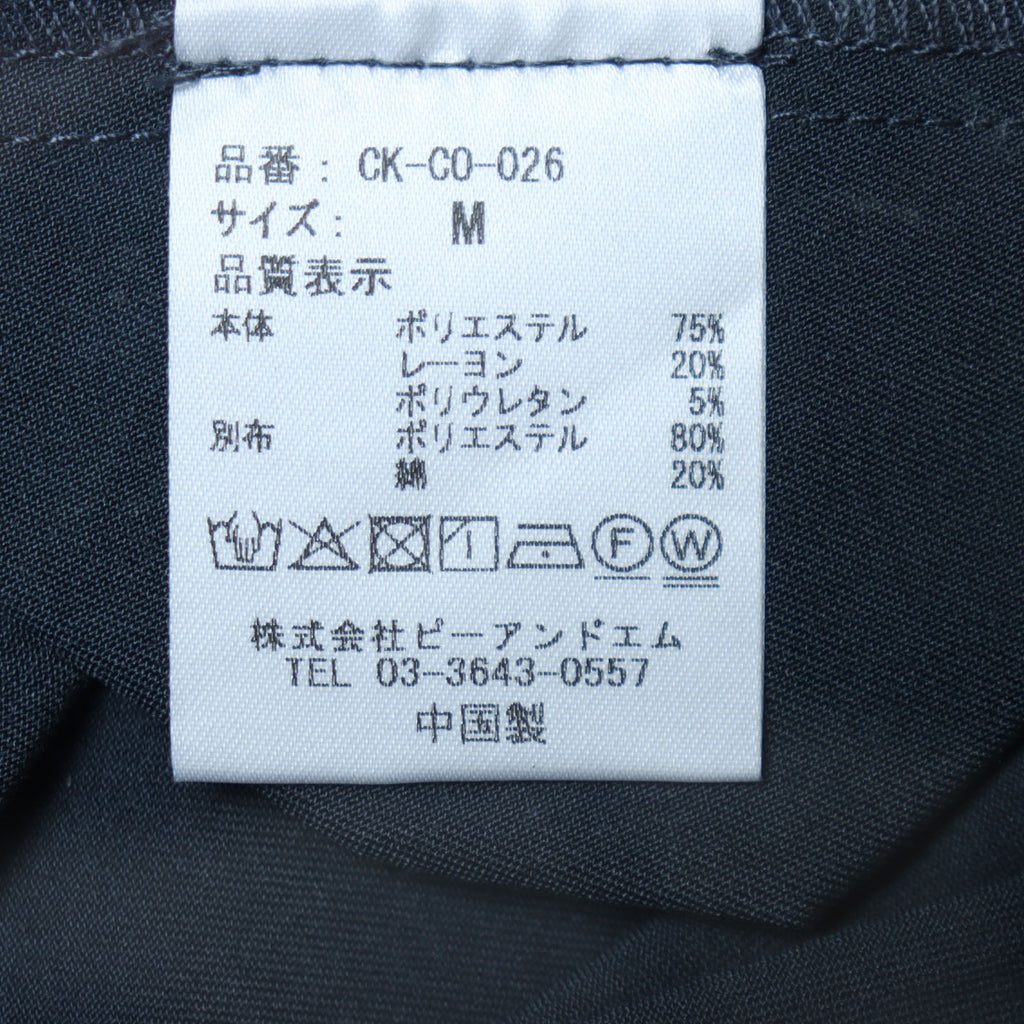 品番: CK-CO-026
サイズ: M
品質表示
本体 ポリエステル 75%
レーヨン 20%
ポリウレタン 5%
別布 ポリエステル 80%
綿 20%
F W
株式会社ピーアンドエム
TEL 03-3643-0557
中国製